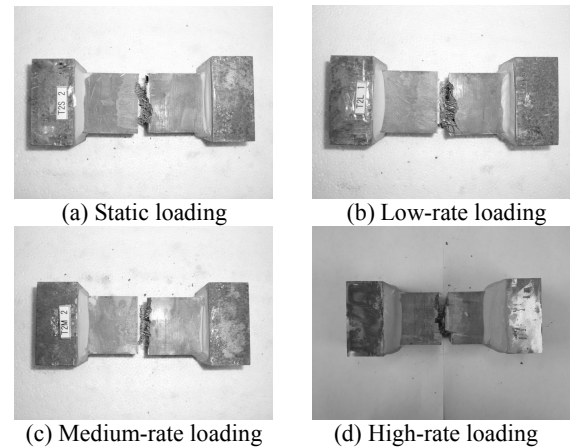 T2S 2
T2L 1
(a) Static loading
(b) Low-rate loading
T2M 2
(c) Medium-rate loading
(d) High-rate loading